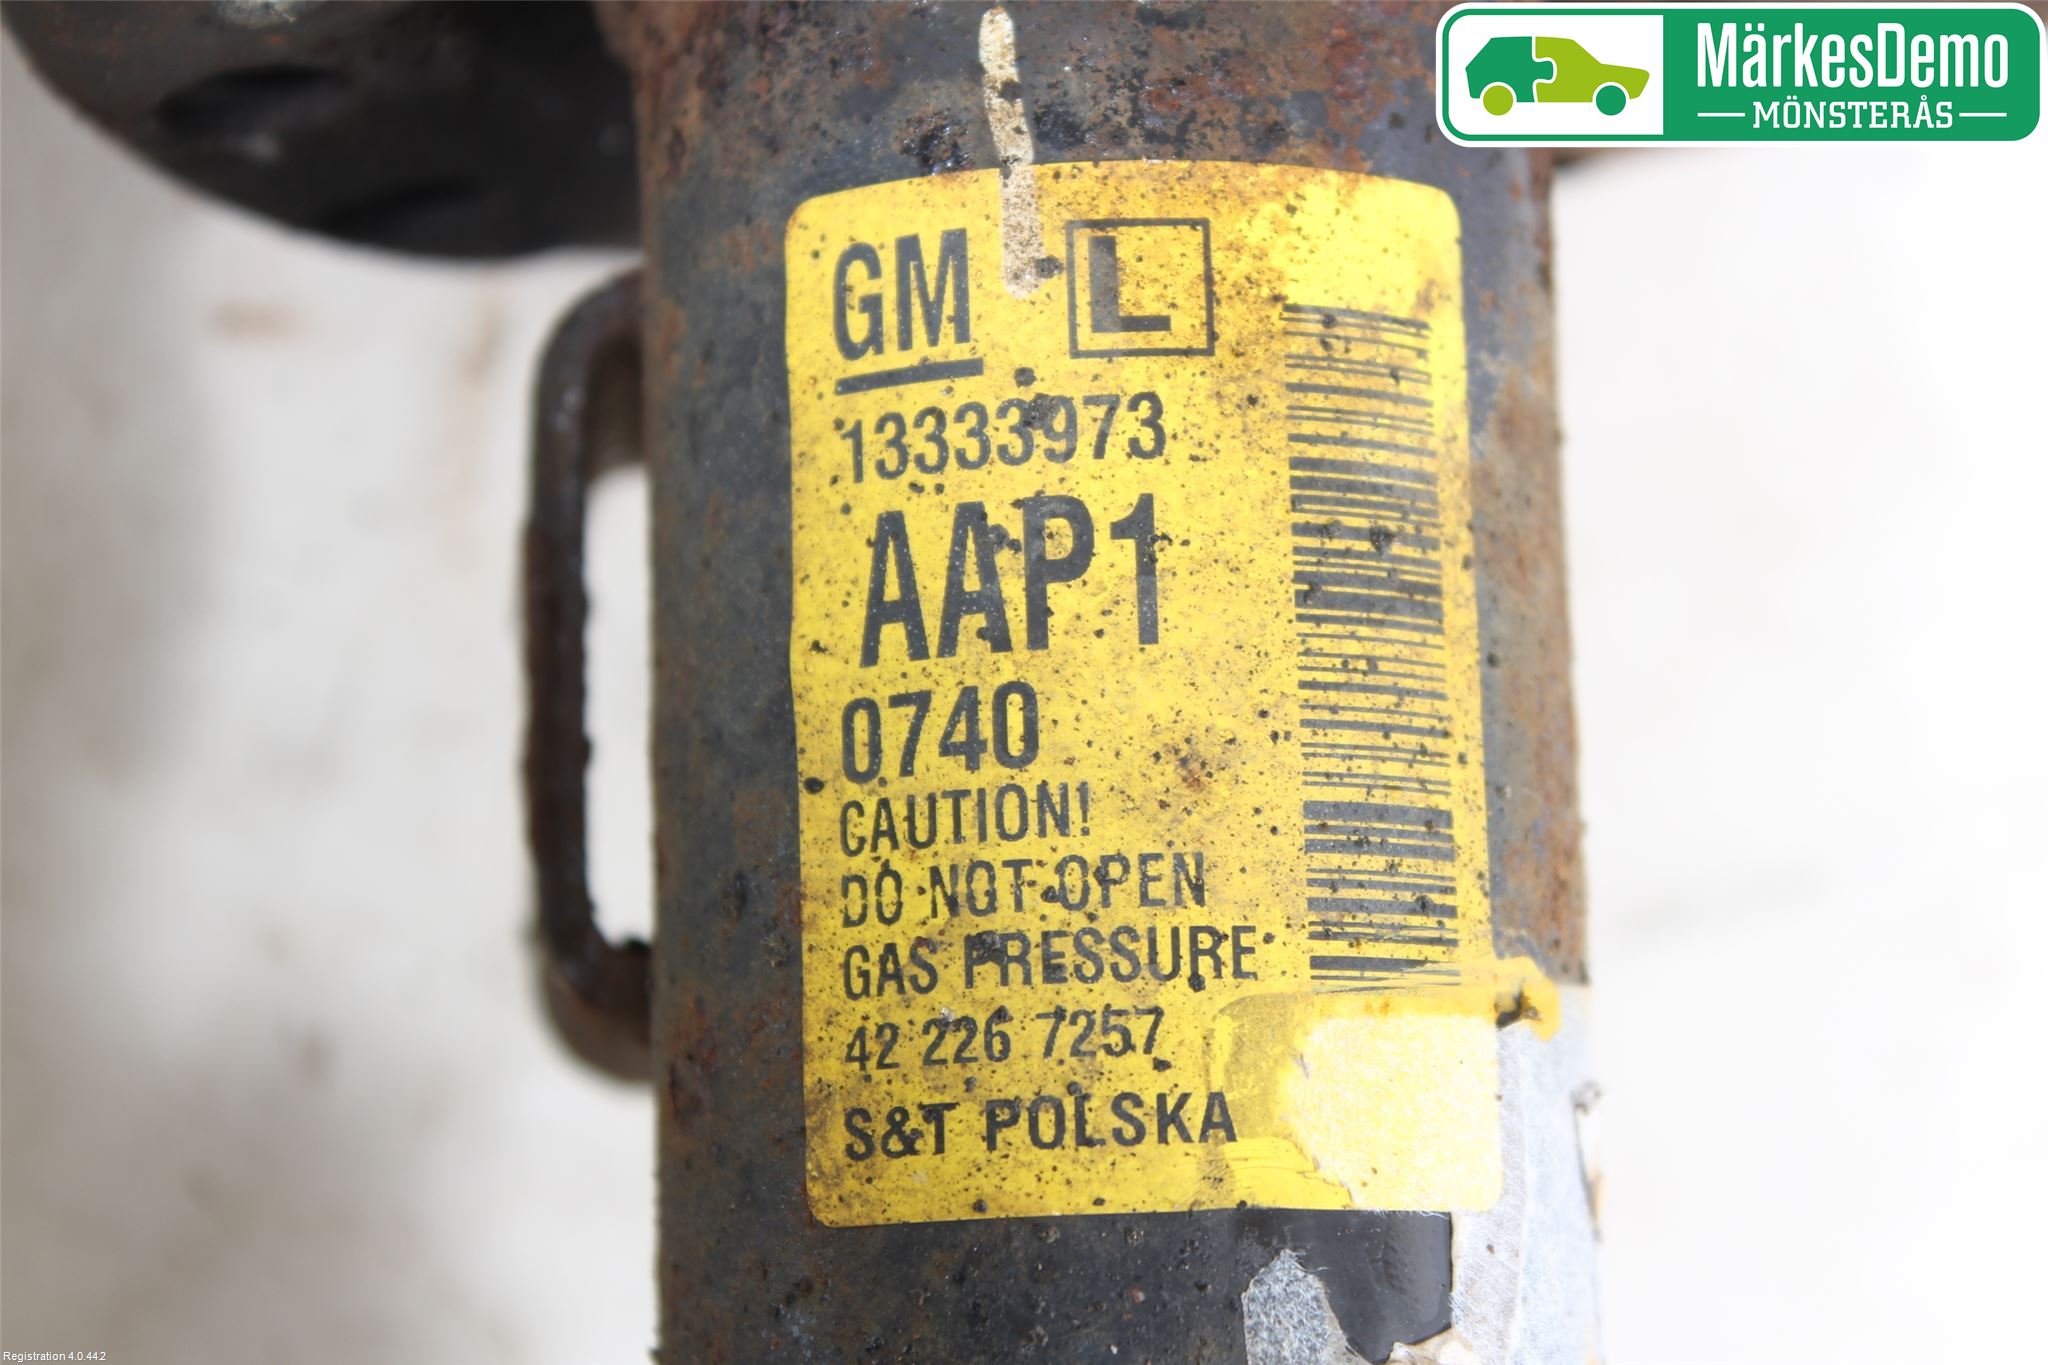 MärkesDemo
MÖNSTERÅS
GM L
13333973
AAP1
0740
CAUTION!
DO NOT OPEN
GAS PRESSURE
42 226 7257
S&T POLSKA
Registration 4.0.44.2